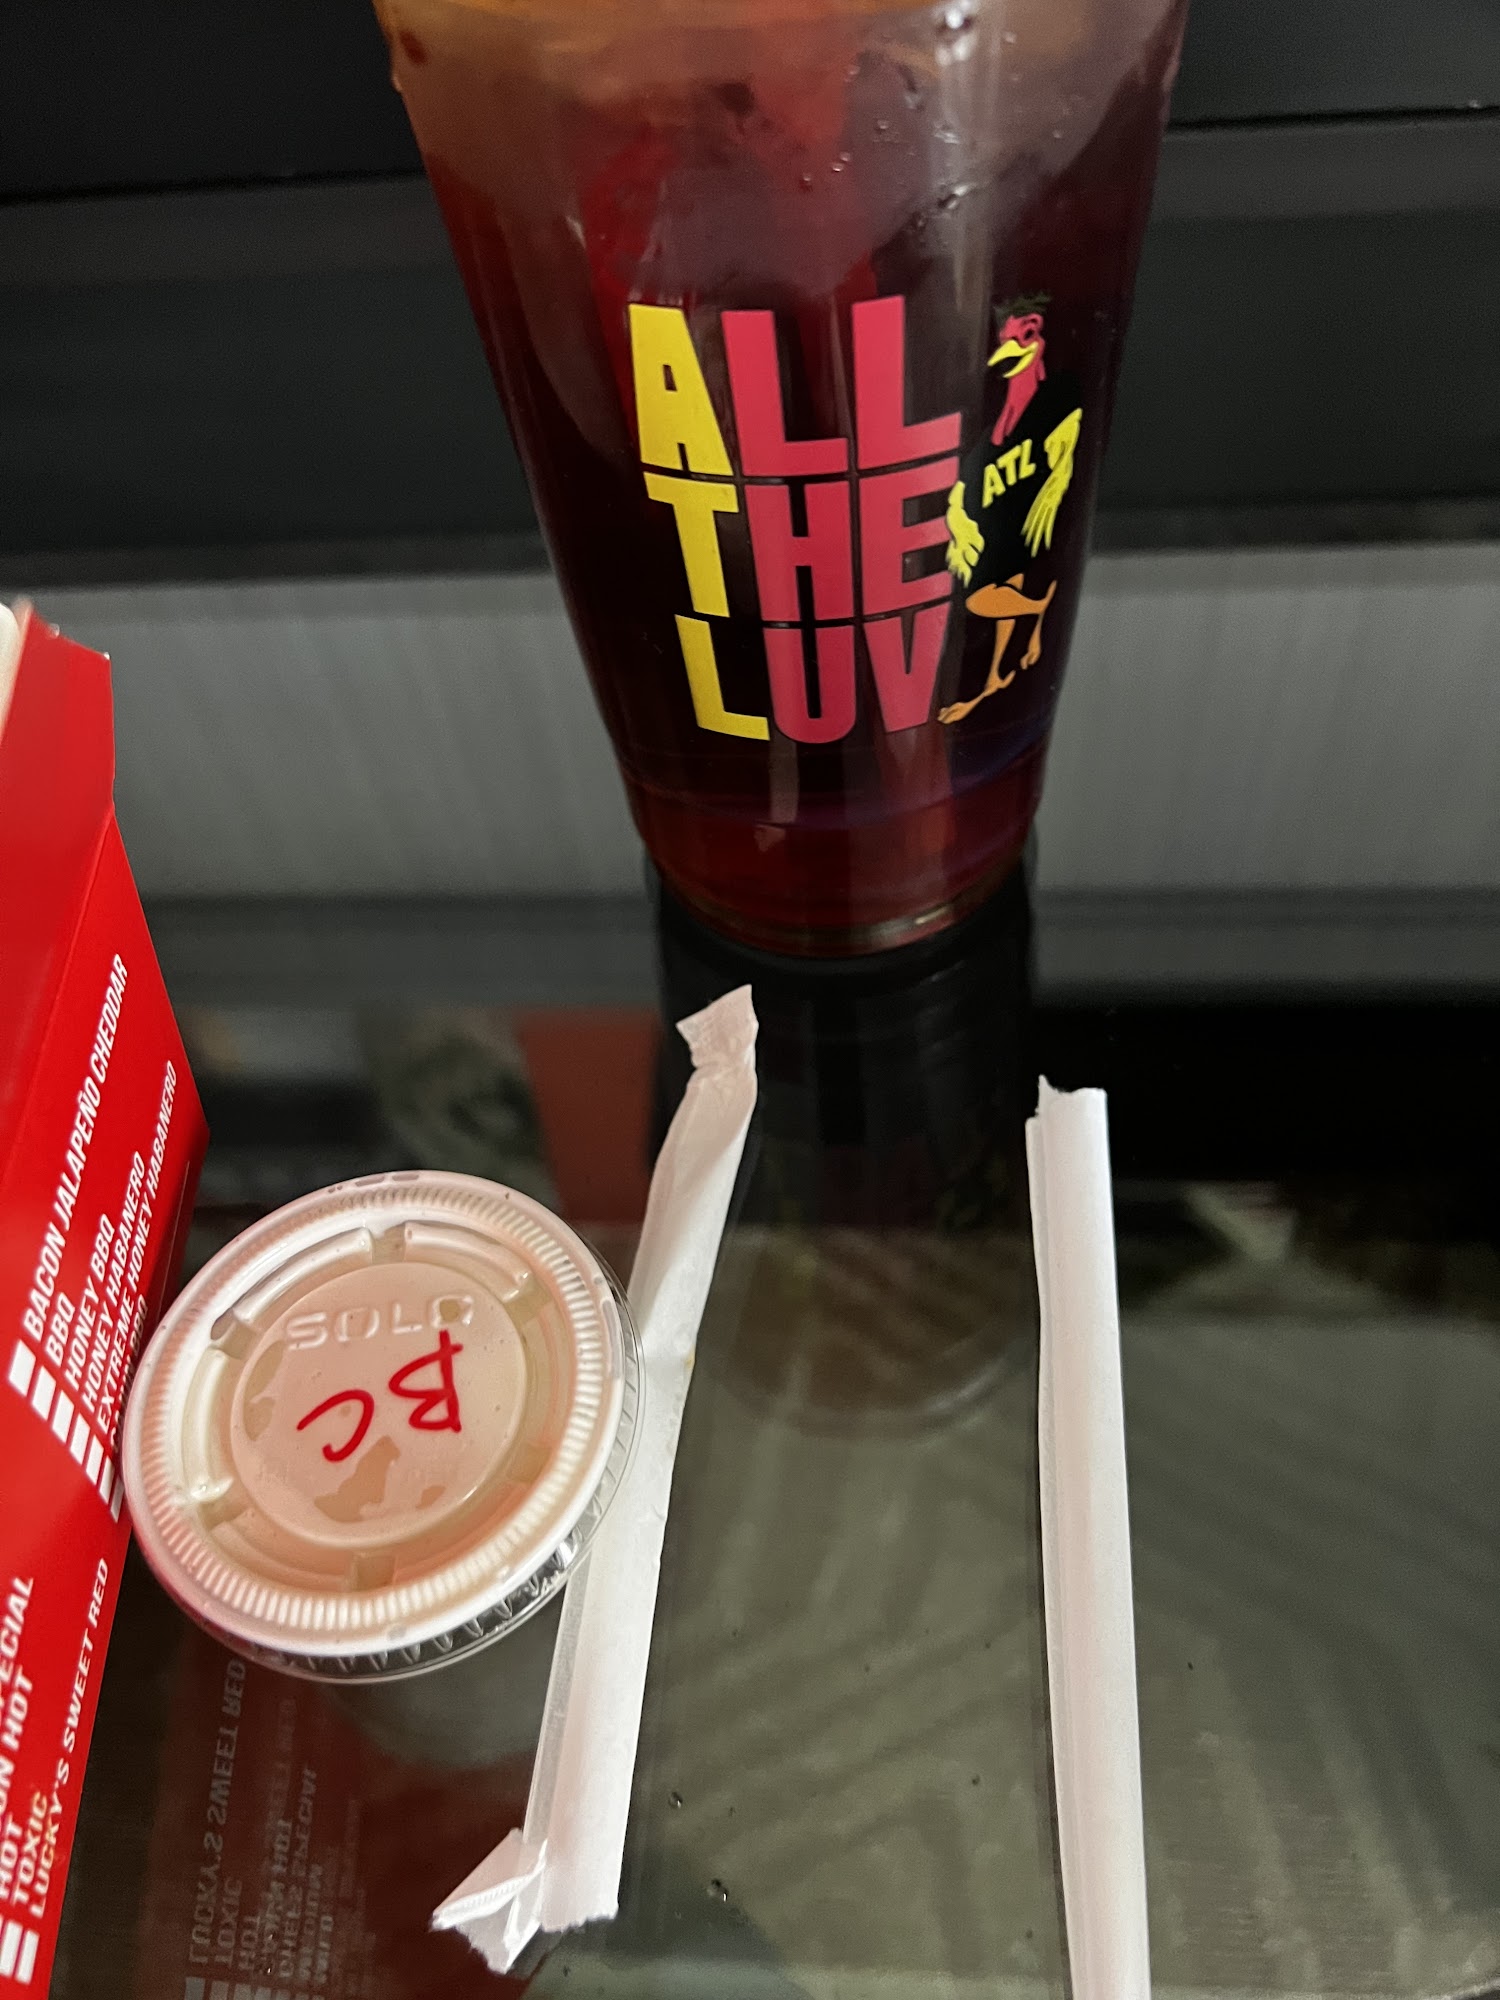 ALL
THE
LUV
ATL
BACON JALAPEÑO CHEDDAR
BBQ
HONEY BBQ
HONEY HABANERO
EXTREME HONEY HABANERO
SOLO
BC
HOT
TOXIC
LUCKY'S SWEET RED